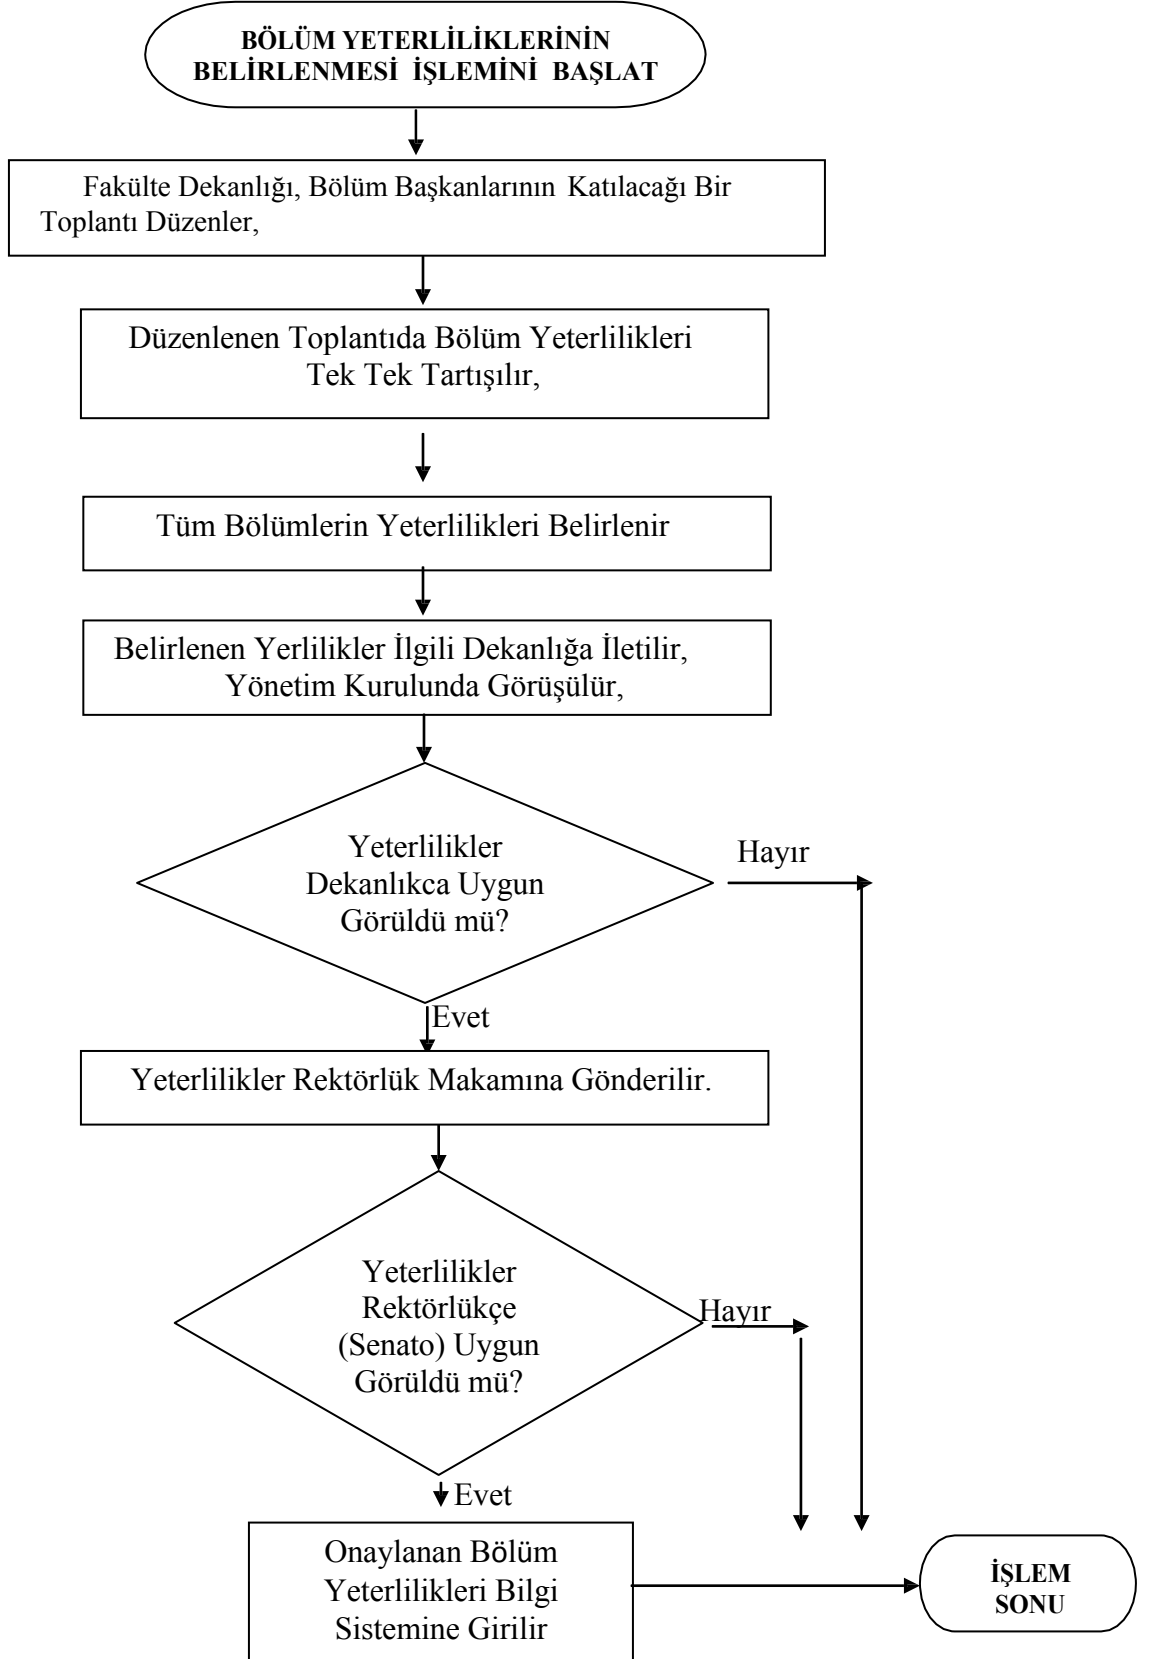 BÖLÜM YETERLİLİKLERİNİN
BELİRLENMESİ İŞLEMİNİ BAŞLAT
Fakülte Dekanlığı, Bölüm Başkanlarının Katılacağı Bir
Toplantı Düzenler,
Düzenlenen Toplantıda Bölüm Yeterlilikleri
Tek Tek Tartışılır,
Tüm Bölümlerin Yeterlilikleri Belirlenir
Belirlenen Yerlilikler İlgili Dekanlığa İletilir,
Yönetim Kurulunda Görüşülür,
Yeterlilikler
Dekanlıkca Uygun
Görüldü mü?
Hayır
Evet
Yeterlilikler Rektörlük Makamına Gönderilir.
Yeterlilikler
Rektörlükçe
(Senato) Uygun
Görüldü mü?
Hayır
Evet
Onaylanan Bölüm
Yeterlilikleri Bilgi
Sistemine Girilir
İŞLEM
SONU